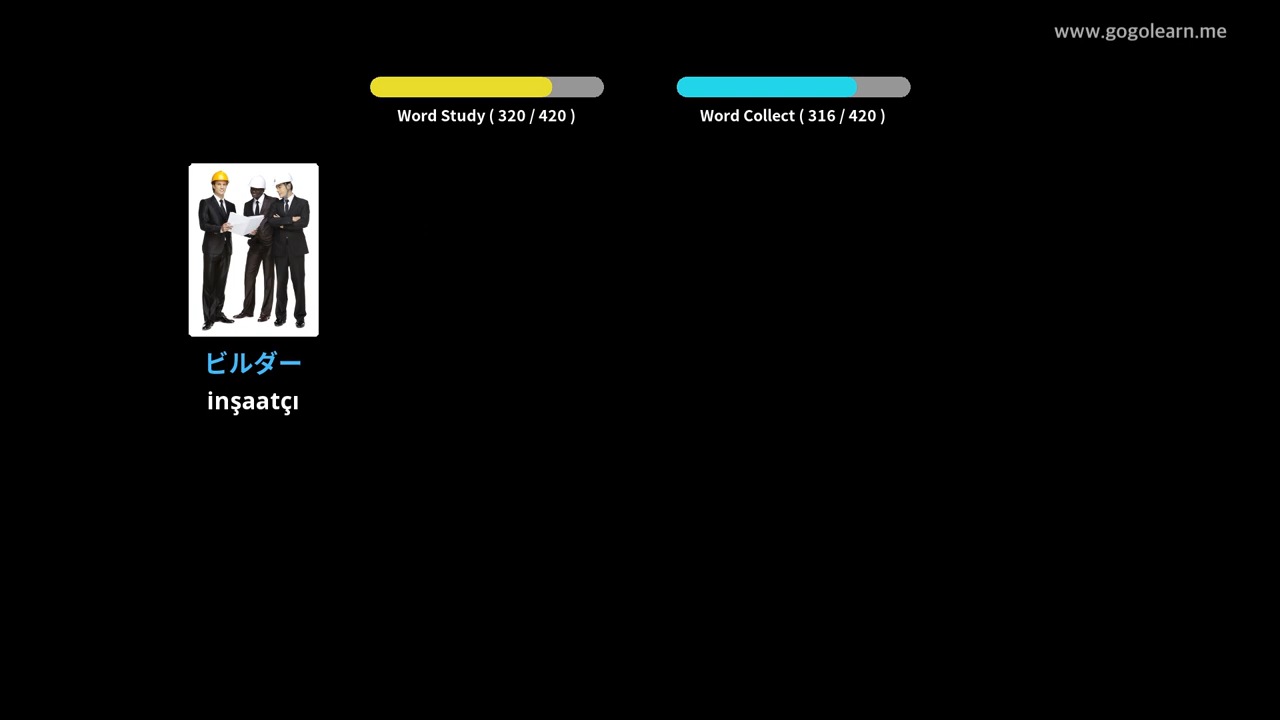 www.gogolearn.me
Word Study ( 320 / 420 )
Word Collect ( 316 / 420 )
ビルダー
inşaatçı